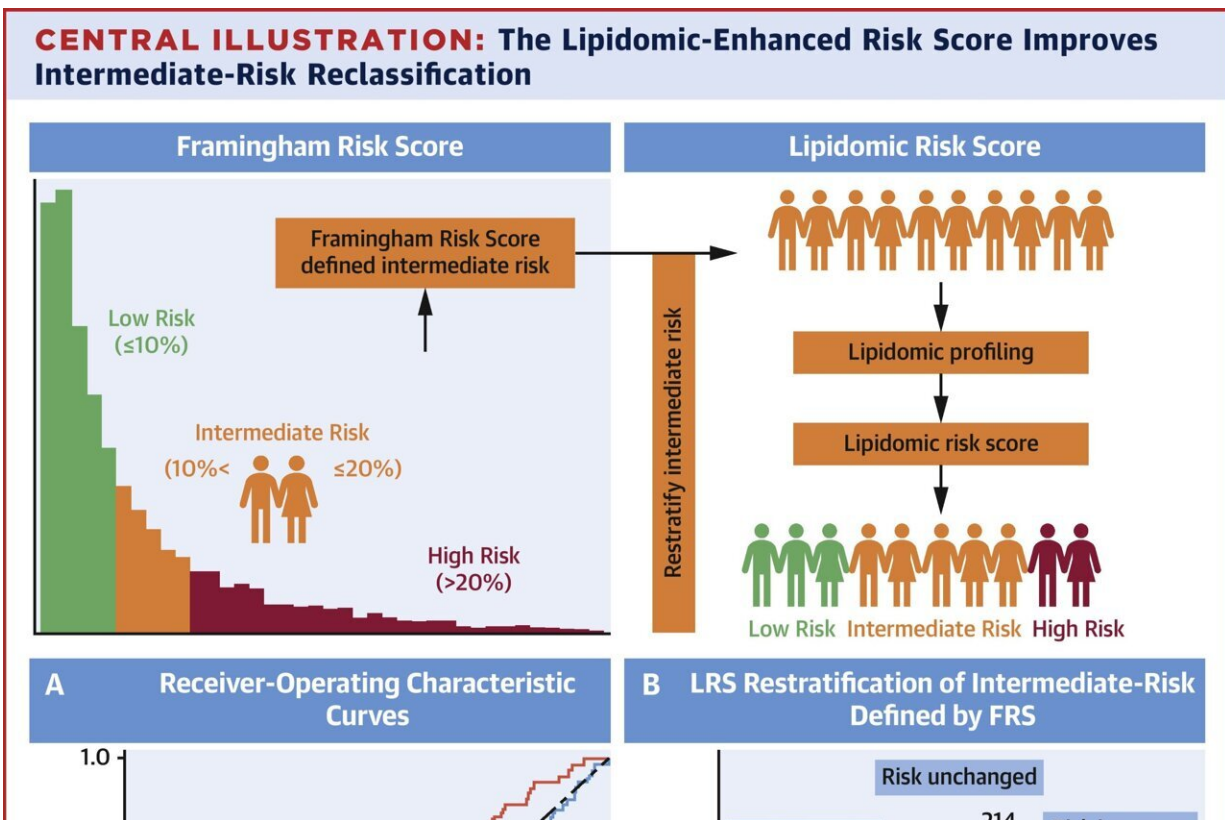 CENTRAL ILLUSTRATION: The Lipidomic-Enhanced Risk Score Improves
Intermediate-Risk Reclassification
Framingham Risk Score
Framingham Risk Score
defined intermediate risk
Low Risk
(≤10%)
Intermediate Risk
(10%< ≤20%)
High Risk
(>20%)
Restratify intermediate risk
Lipidomic Risk Score
Lipidomic profiling
Lipidomic risk score
Low Risk Intermediate Risk High Risk
A Receiver-Operating Characteristic
Curves
1.0
B LRS Restratification of Intermediate-Risk
Defined by FRS
Risk unchanged
214